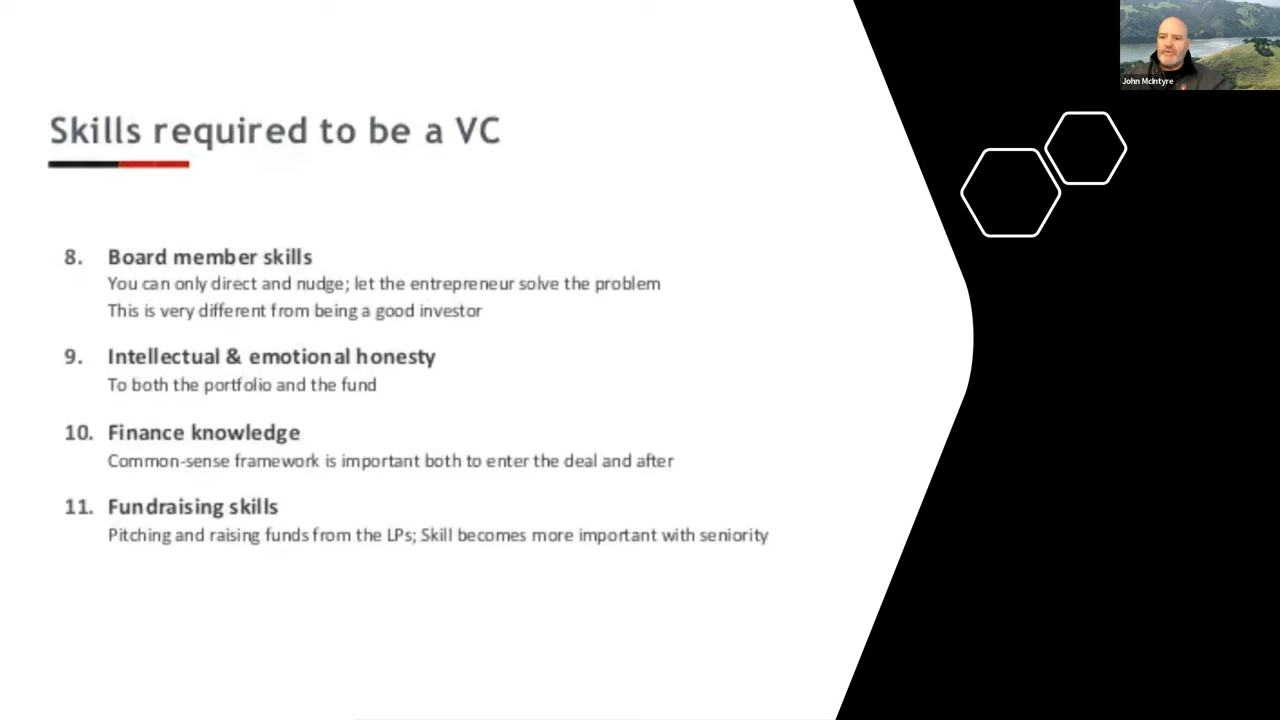 John McIntyre
Skills required to be a VC
8. Board member skills
You can only direct and nudge; let the entrepreneur solve the problem
This is very different from being a good investor
9. Intellectual & emotional honesty
To both the portfolio and the fund
10. Finance knowledge
Common-sense framework is important both to enter the deal and after
11. Fundraising skills
Pitching and raising funds from the LPs; Skill becomes more important with seniority